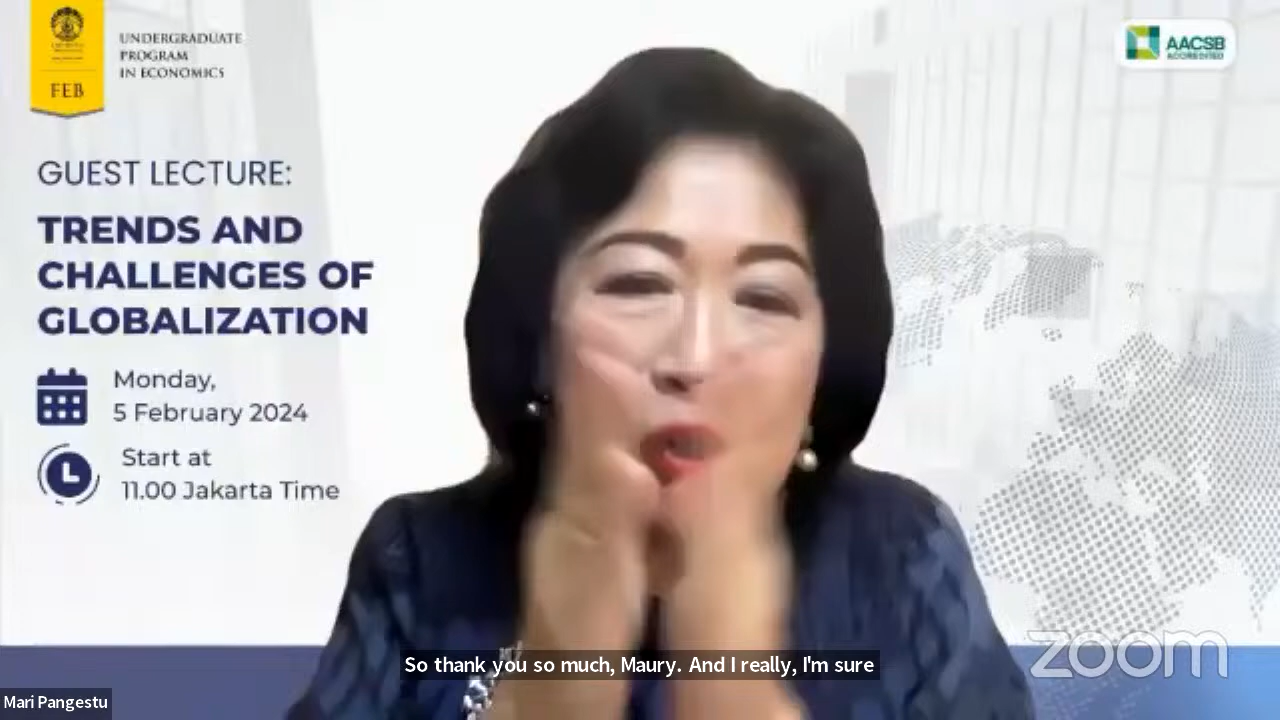 UNDERGRADUATE
PROGRAM
IN ECONOMICS
FEB
AACSB
ACCREDITED
GUEST LECTURE:
TRENDS AND
CHALLENGES OF
GLOBALIZATION
Monday,
5 February 2024
Start at
11.00 Jakarta Time
zoom
So thank you so much, Maury. And I really, I'm sure
Mari Pangestu